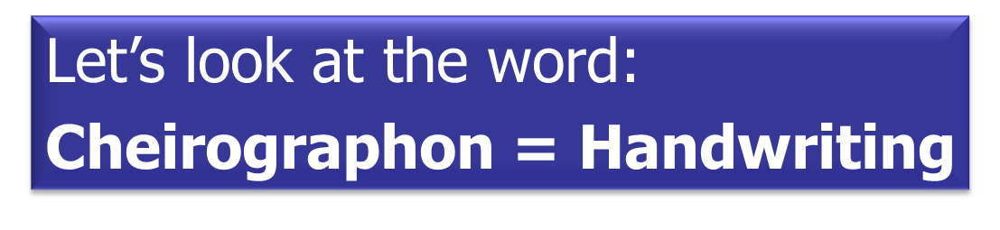 Let’s look at the word:
Cheirographon = Handwriting